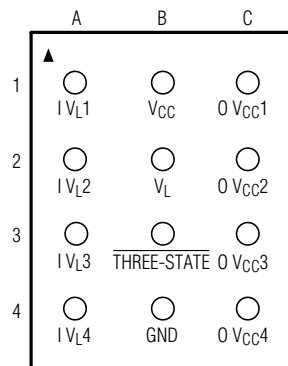 A B C
1
I VL1 VCC O VCC1
2
I VL2 VL O VCC2
3
I VL3 THREE-STATE O VCC3
4
I VL4 GND O VCC4